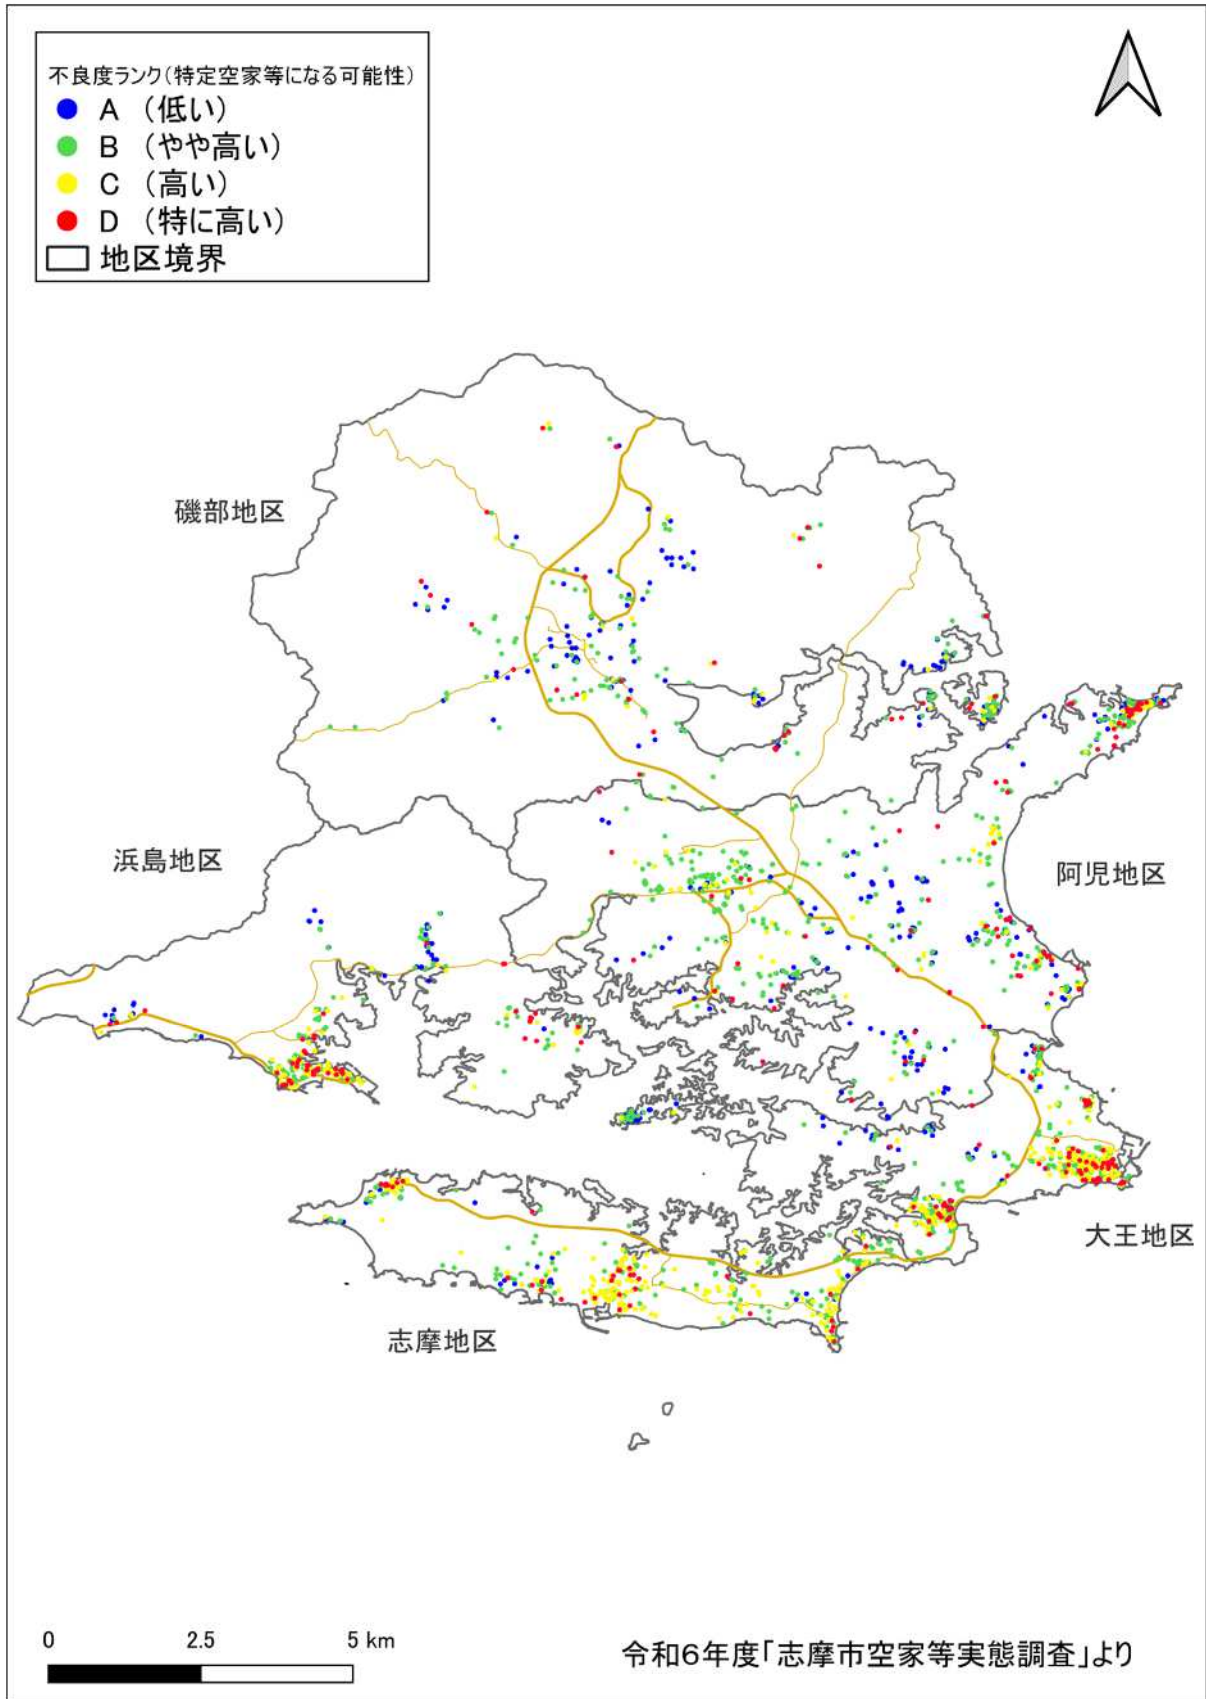 不良度ランク(特定空家等になる可能性)
A (低い)
B (やや高い)
C (高い)
D (特に高い)
地区境界
磯部地区
浜島地区
阿児地区
大王地区
志摩地区
0 2.5 5 km
令和6年度「志摩市空家等実態調査」より